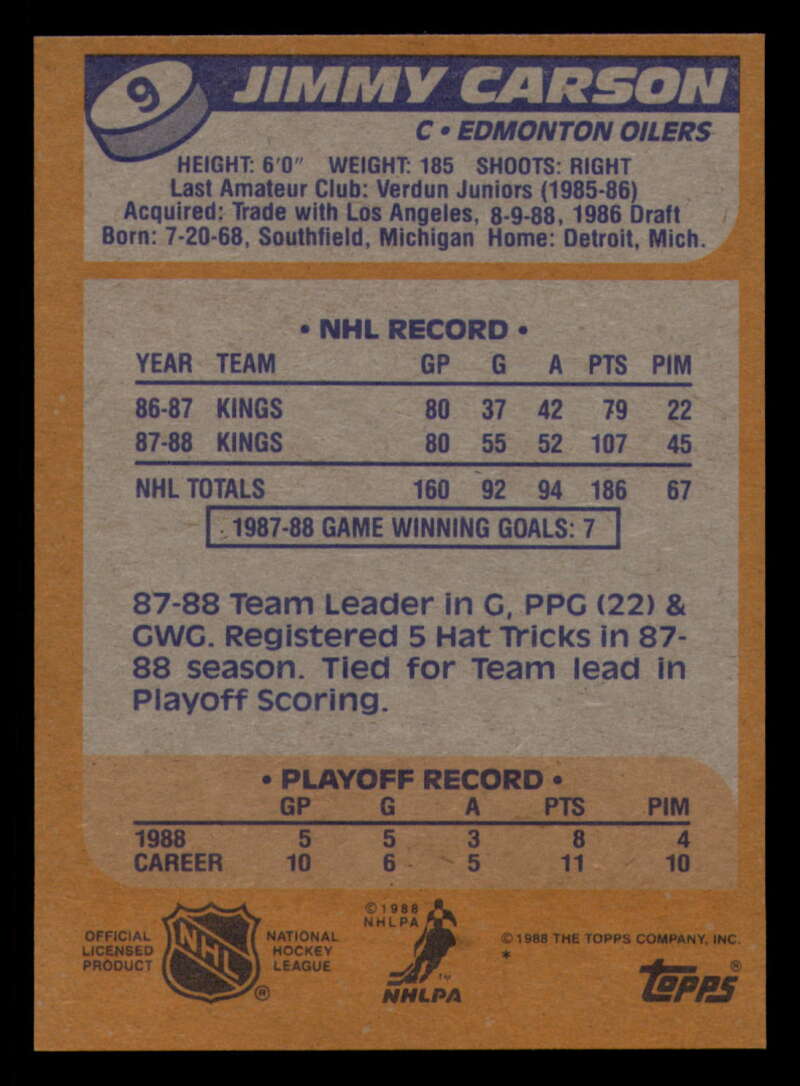 9
JIMMY CARSON
C • EDMONTON OILERS
HEIGHT: 6'0" WEIGHT: 185 SHOOTS: RIGHT
Last Amateur Club: Verdun Juniors (1985-86)
Acquired: Trade with Los Angeles, 8-9-88, 1986 Draft
Born: 7-20-68, Southfield, Michigan Home: Detroit, Mich.
• NHL RECORD •
YEAR TEAM GP G A PTS PIM
86-87 KINGS 80 37 42 79 22
87-88 KINGS 80 55 52 107 45
NHL TOTALS 160 92 94 186 67
1987-88 GAME WINNING GOALS: 7
87-88 Team Leader in G, PPG (22) &
GWG. Registered 5 Hat Tricks in 87-
88 season. Tied for Team lead in
Playoff Scoring.
• PLAYOFF RECORD •
GP G A PTS PIM
1988 5 5 3 8 4
CAREER 10 6 5 11 10
OFFICIAL
LICENSED
PRODUCT
NHL
®
NATIONAL
HOCKEY
LEAGUE
©1988
NHLPA
™
NHLPA
©1988 THE TOPPS COMPANY, INC.
*
Topps®